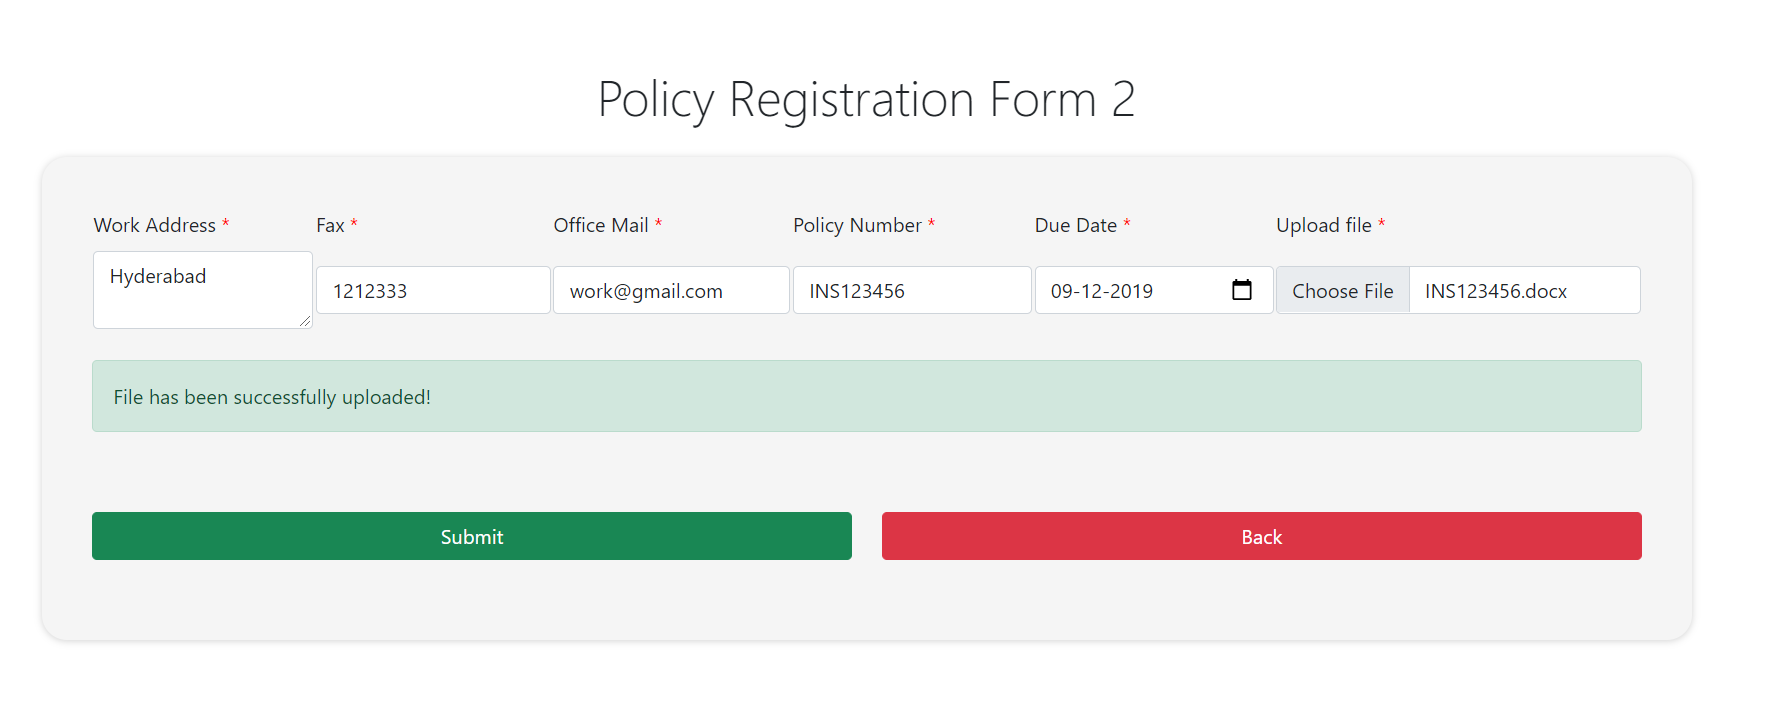 Policy Registration Form 2
Work Address * Fax * Office Mail * Policy Number * Due Date * Upload file *
Hyderabad 1212333 work@gmail.com INS123456 09-12-2019 Choose File INS123456.docx
File has been successfully uploaded!
Submit Back